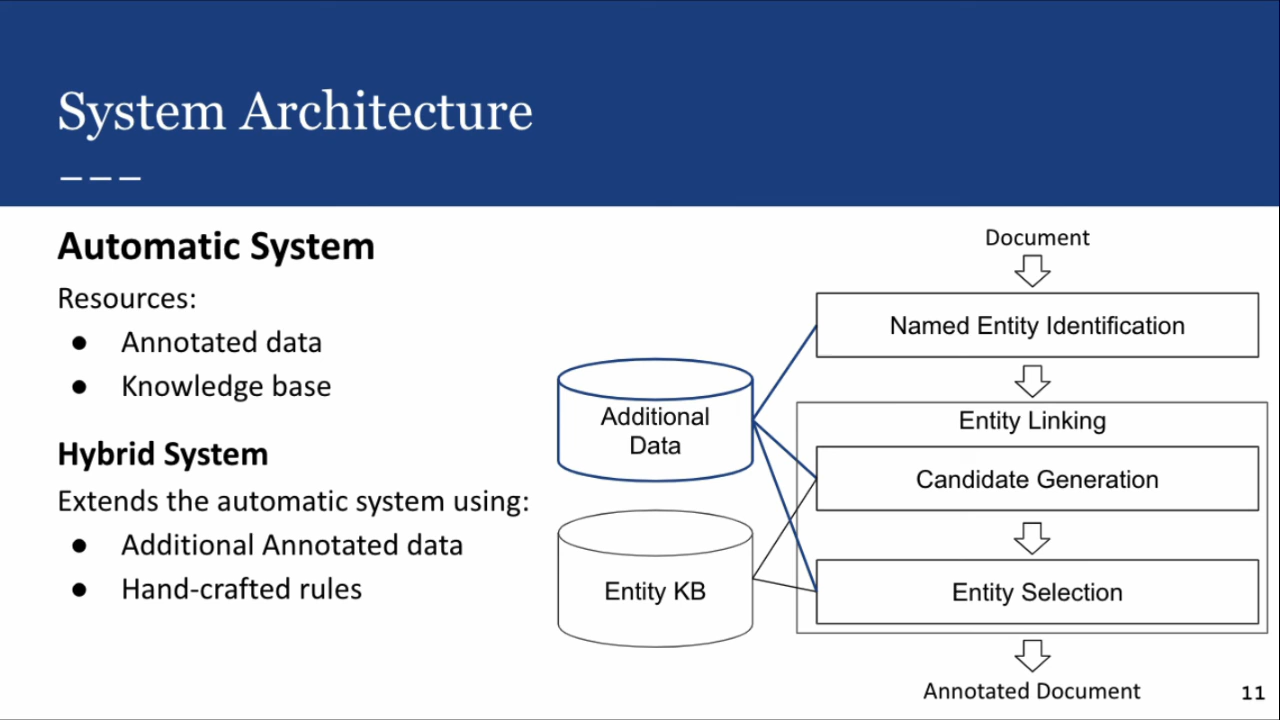 System Architecture
Automatic System
Resources:
● Annotated data
● Knowledge base
Hybrid System
Extends the automatic system using:
● Additional Annotated data
● Hand-crafted rules
Document
Named Entity Identification
Additional
Data
Entity Linking
Candidate Generation
Entity KB
Entity Selection
Annotated Document
11